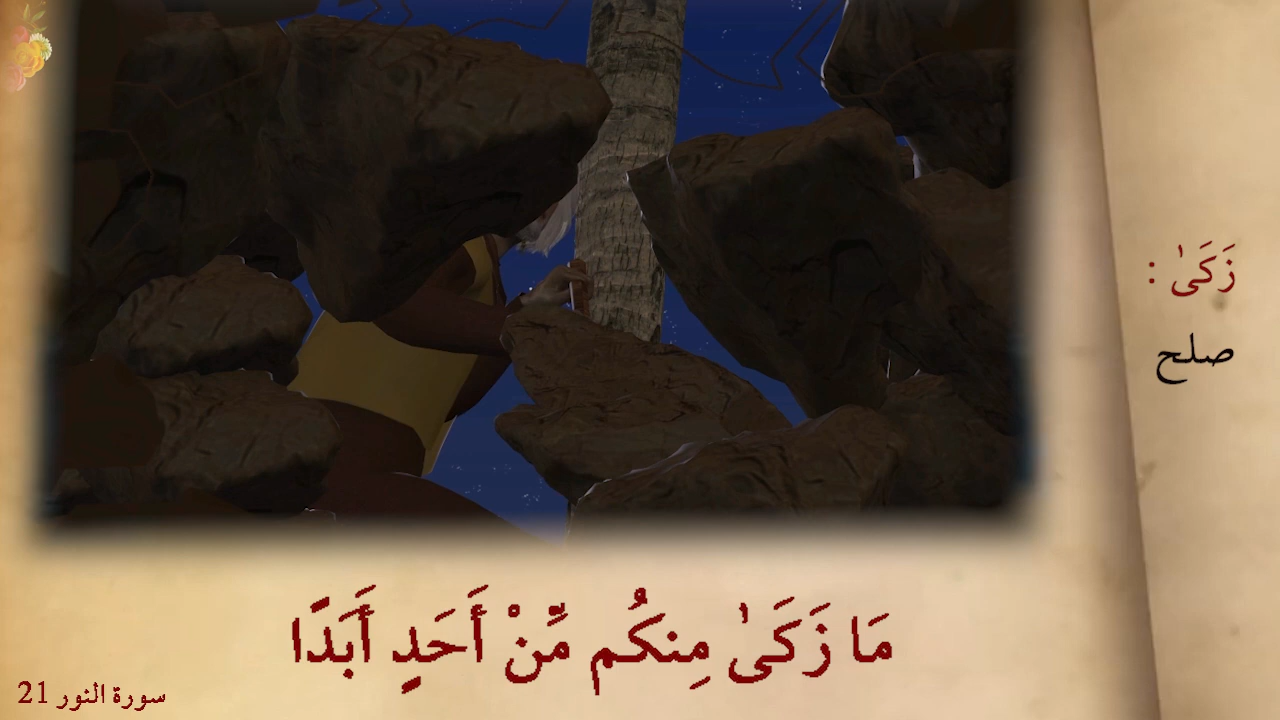 زَكَىٰ :
صلح
مَا زَكَىٰ مِنكُم مِّنْ أَحَدٍ أَبَدًا
سورة النور 21